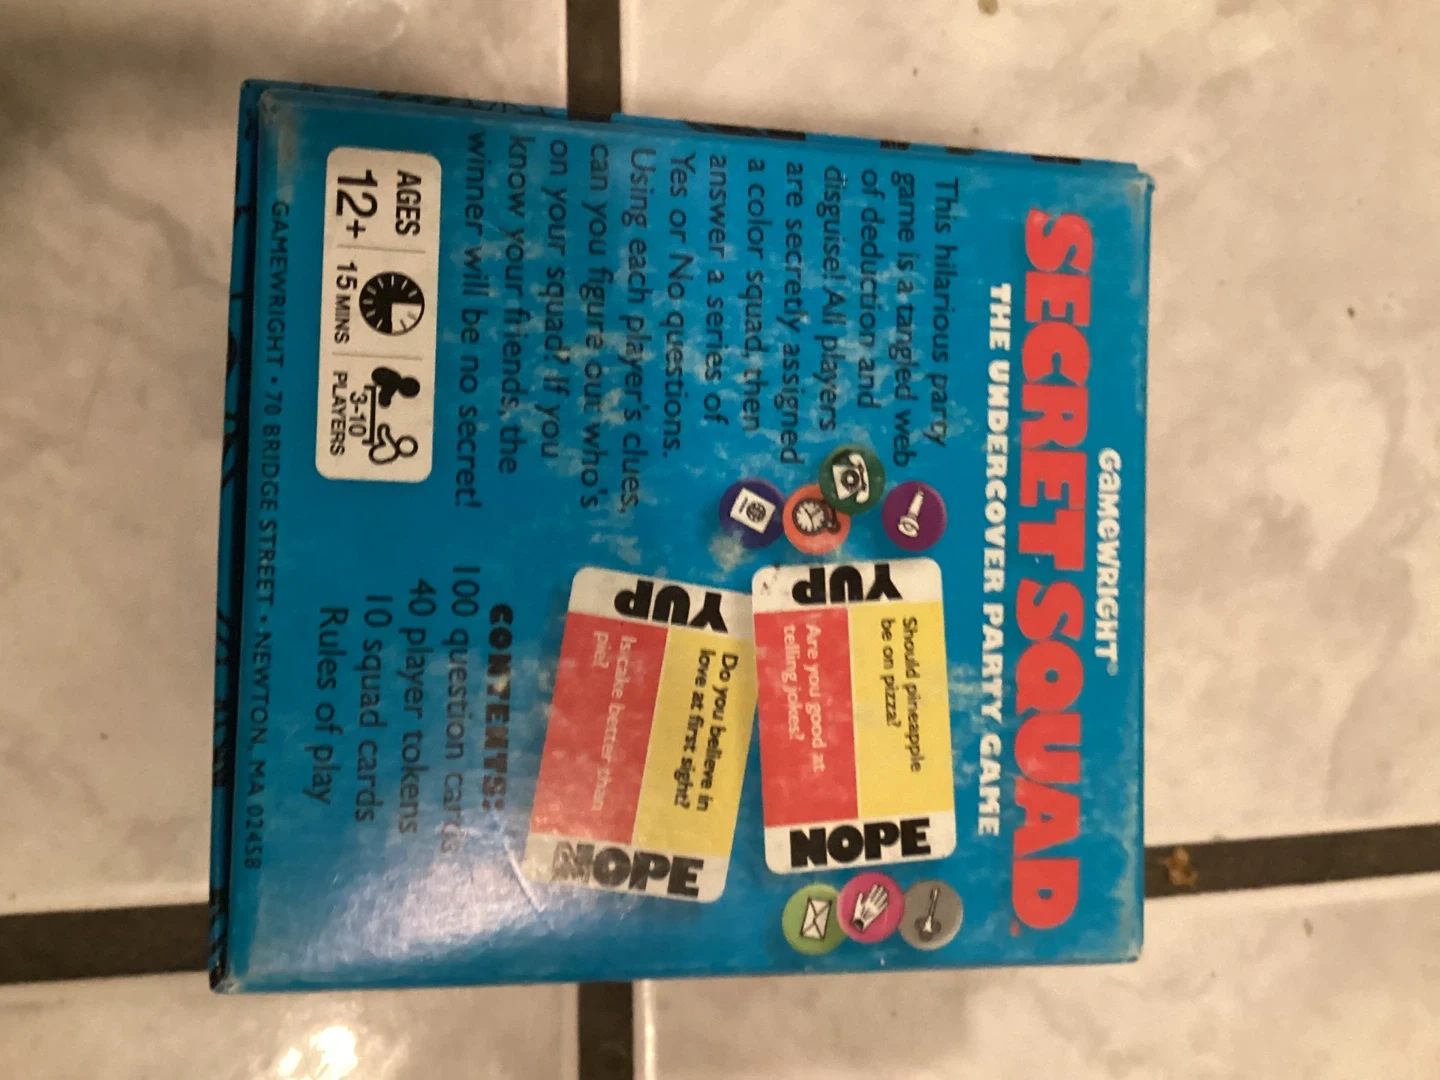 GAMEWRIGHT®
SECRET SQUAD™
THE UNDERCOVER PARTY GAME
This hilarious party
game is a tangled web
of deduction and
disguise! All players
are secretly assigned
a color squad, then
answer a series of
Yes or No questions.
Using each player's clues,
can you figure out who's
on your squad? If you
know your friends, the
winner will be no secret!
YUP
Should pineapple
be on pizza?
Are you good at
telling jokes?
NOPE
YUP
Do you believe in
love at first sight?
Is cake better than
pie?
NOPE
CONTENTS:
100 question cards
40 player tokens
10 squad cards
Rules of play
AGES
12+
15 MINS
3-10
PLAYERS
GAMEWRIGHT • 70 BRIDGE STREET • NEWTON, MA 02458